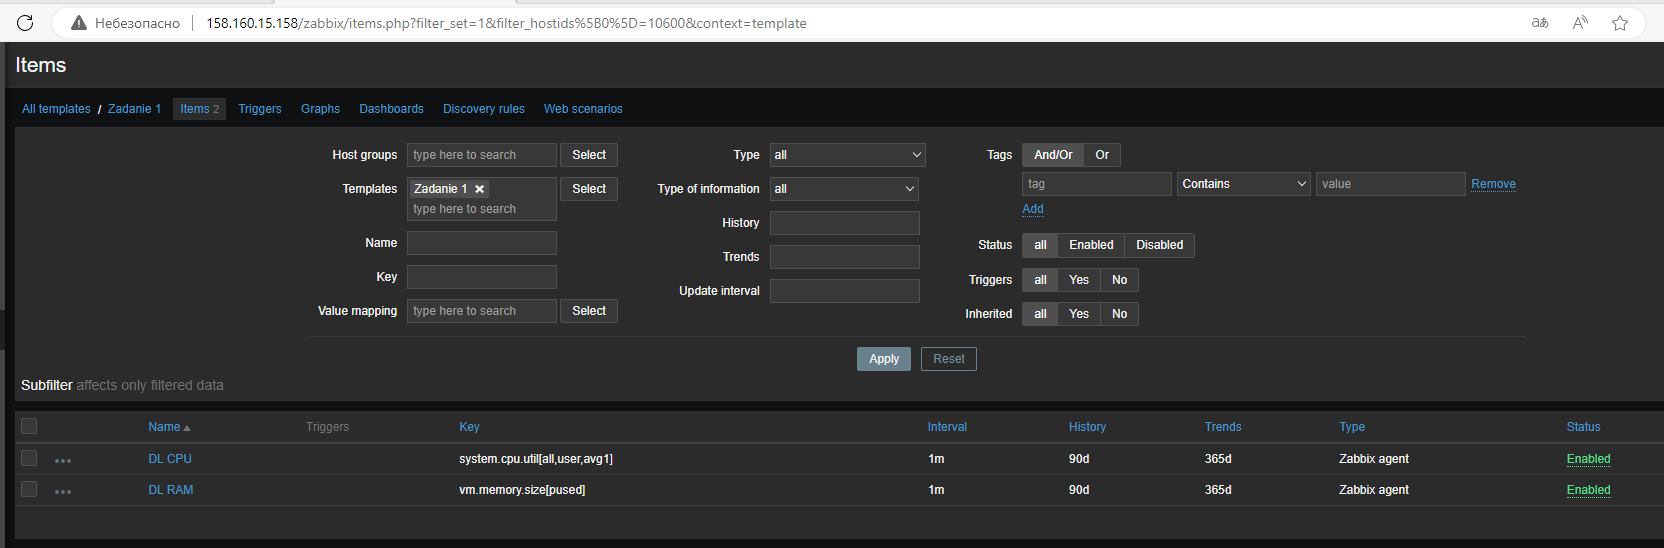 Небезопасно 158.160.15.158/zabbix/items.php?filter_set=1&filter_hostids%5B0%5D=10600&context=template
Items
All templates / Zadanie 1 Items 2 Triggers Graphs Dashboards Discovery rules Web scenarios
Host groups type here to search Select Type all Tags And/Or Or
Templates Zadanie 1 Select Type of information all tag Contains value Remove
type here to search Add
History
Name Status all Enabled Disabled
Trends
Key Triggers all Yes No
Update interval
Value mapping type here to search Select Inherited all Yes No
Apply Reset
Subfilter affects only filtered data
Name Triggers Key Interval History Trends Type Status
DL CPU system.cpu.util[all,user,avg1] 1m 90d 365d Zabbix agent Enabled
DL RAM vm.memory.size[pused] 1m 90d 365d Zabbix agent Enabled